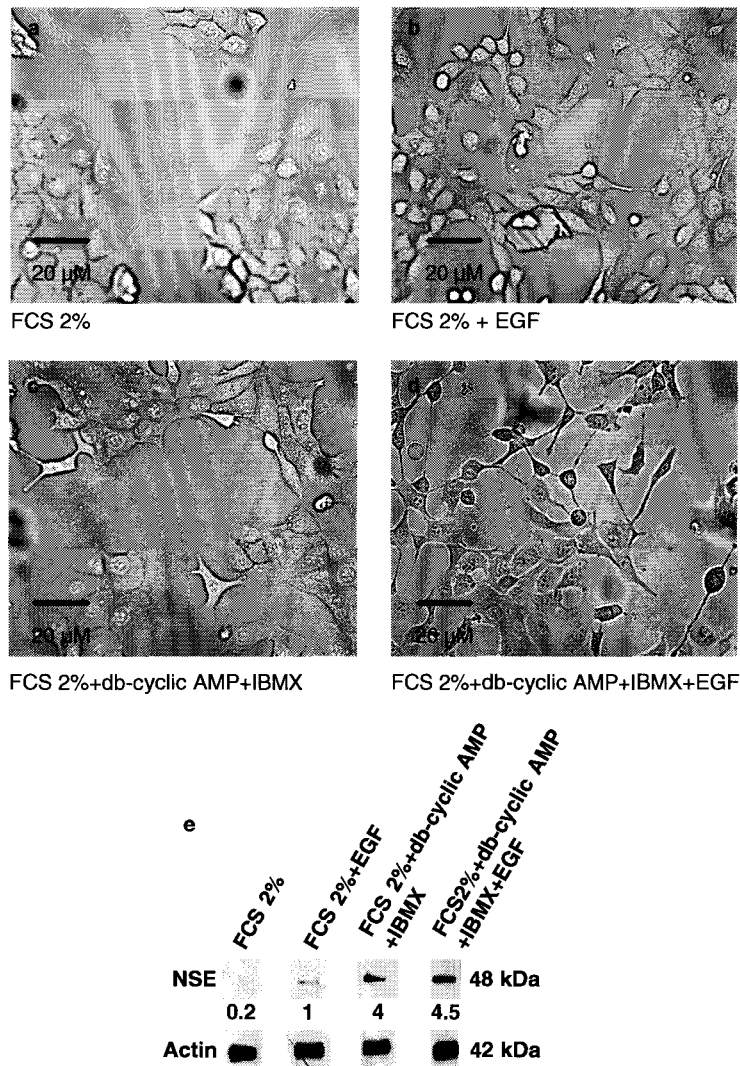 a
20 µM
FCS 2%
b
20 µM
FCS 2% + EGF
c
20 µM
FCS 2%+db-cyclic AMP+IBMX
d
20 µM
FCS 2%+db-cyclic AMP+IBMX+EGF
e
FCS 2%
FCS 2%+EGF
FCS 2%+db-cyclic AMP
+IBMX
FCS2%+db-cyclic AMP
+IBMX+EGF
NSE
48 kDa
0.2
1
4
4.5
Actin
42 kDa